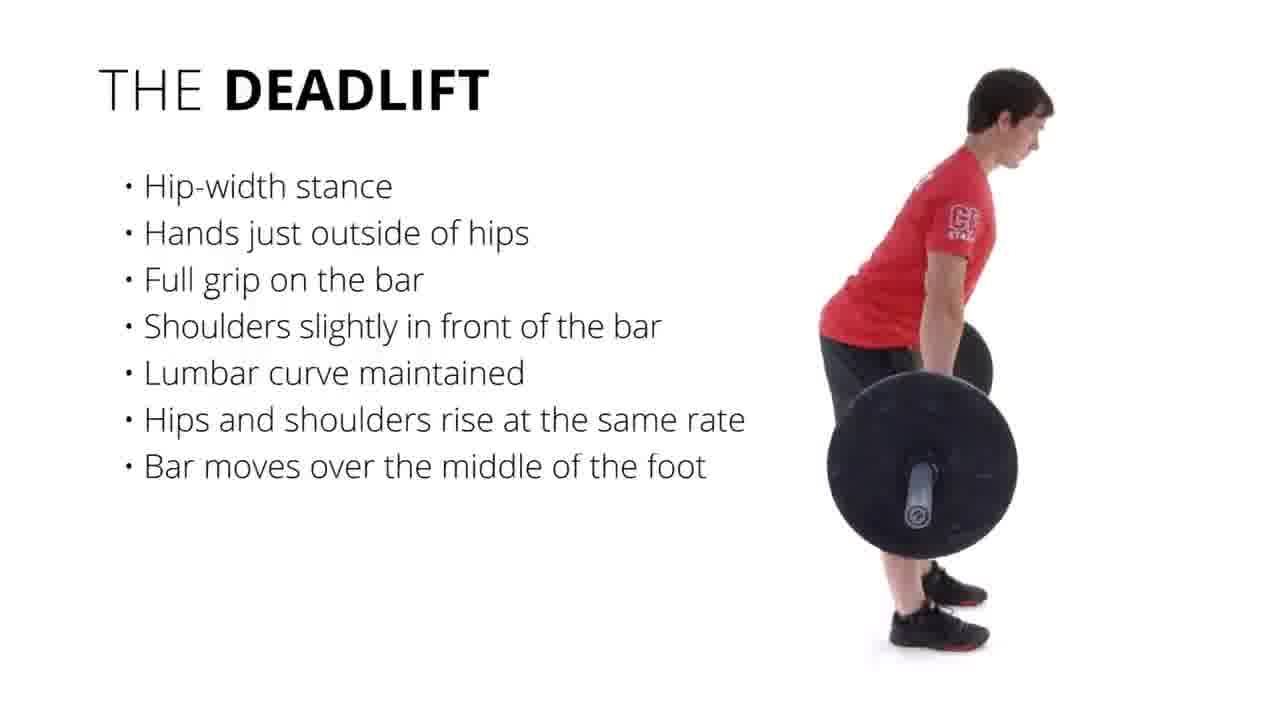 THE DEADLIFT
• Hip-width stance
• Hands just outside of hips
• Full grip on the bar
• Shoulders slightly in front of the bar
• Lumbar curve maintained
• Hips and shoulders rise at the same rate
• Bar moves over the middle of the foot